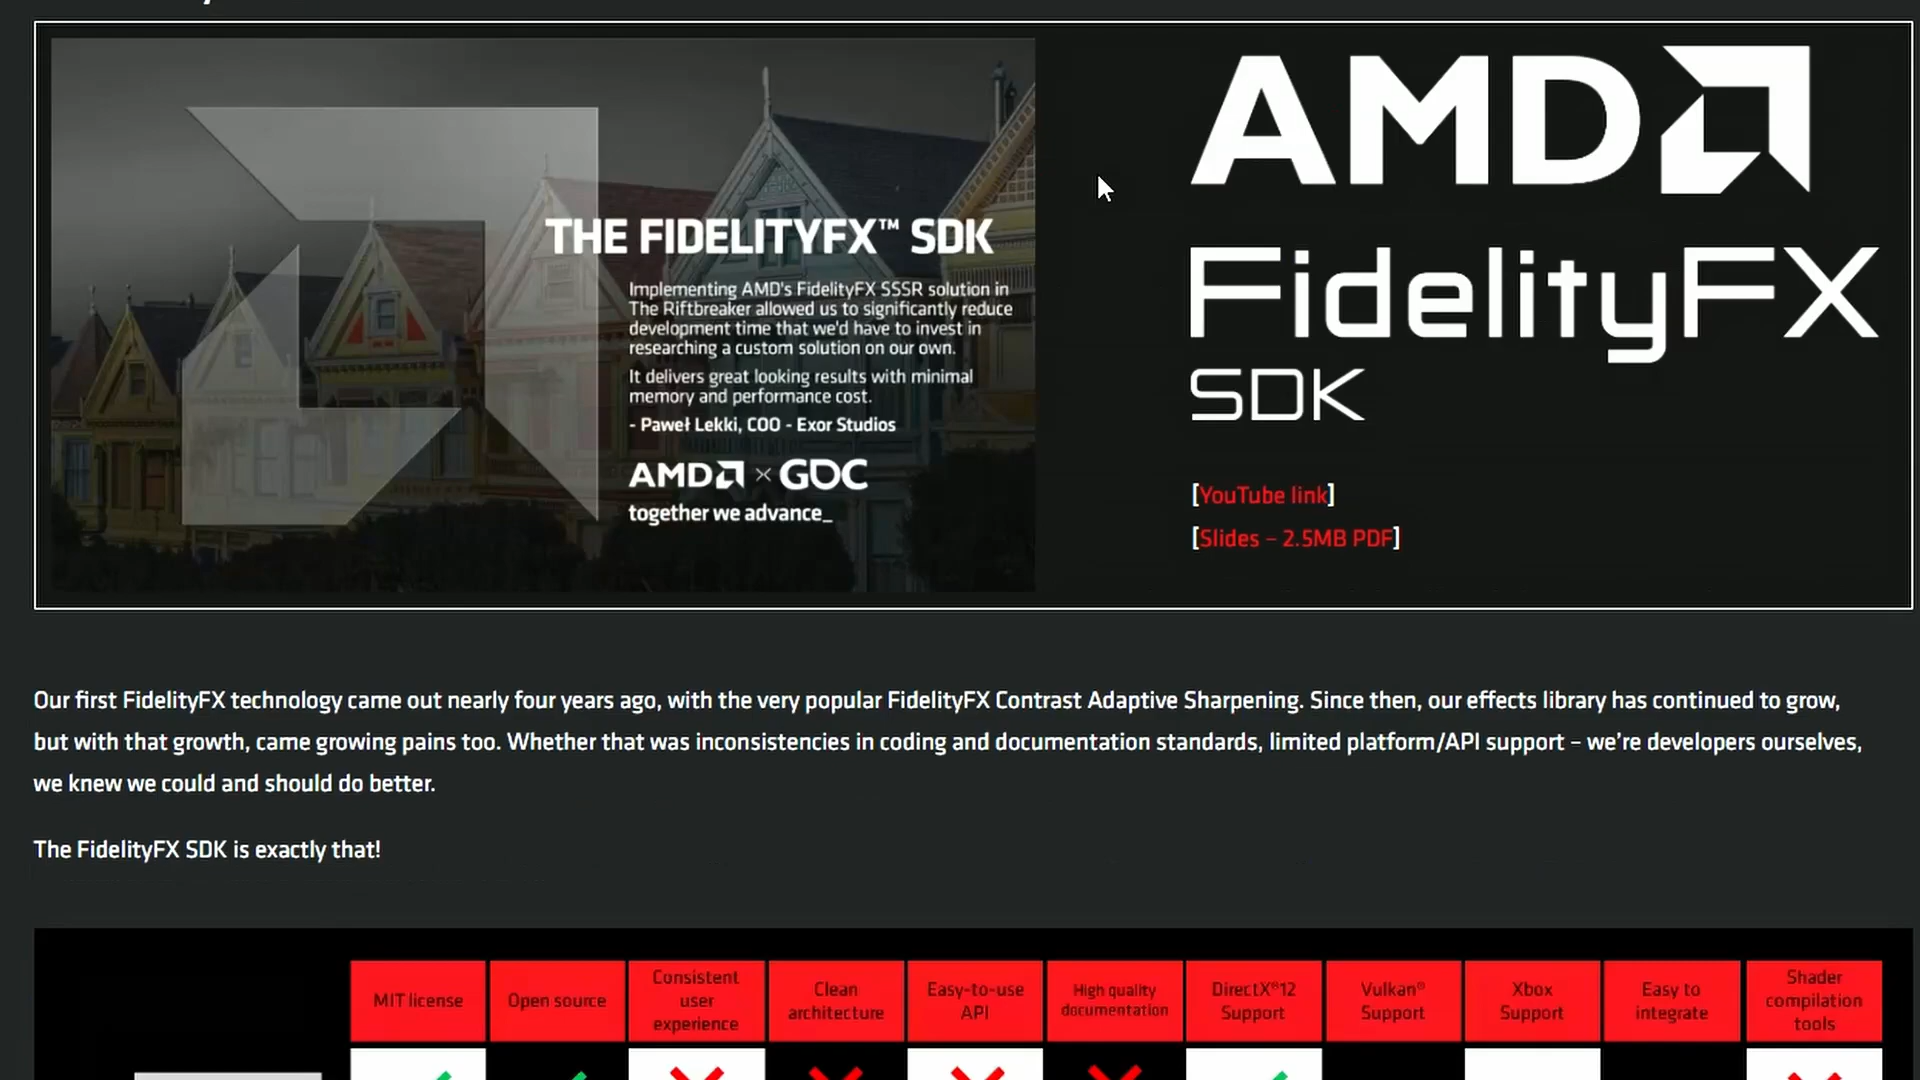 THE FIDELITYFX™ SDK
Implementing AMD's FidelityFX SSSR solution in
The Riftbreaker allowed us to significantly reduce
development time that we'd have to invest in
researching a custom solution on our own.
It delivers great looking results with minimal
memory and performance cost.
- Paweł Lekki, COO - Exor Studios
AMD × GDC
together we advance_
AMD
FidelityFX
SDK
[YouTube link]
[Slides – 2.5MB PDF]
Our first FidelityFX technology came out nearly four years ago, with the very popular FidelityFX Contrast Adaptive Sharpening. Since then, our effects library has continued to grow,
but with that growth, came growing pains too. Whether that was inconsistencies in coding and documentation standards, limited platform/API support – we're developers ourselves,
we knew we could and should do better.
The FidelityFX SDK is exactly that!
MIT license
Open source
Consistent
user
experience
Clean
architecture
Easy-to-use
API
High quality
documentation
DirectX®12
Support
Vulkan®
Support
Xbox
Support
Easy to
integrate
Shader
compilation
tools